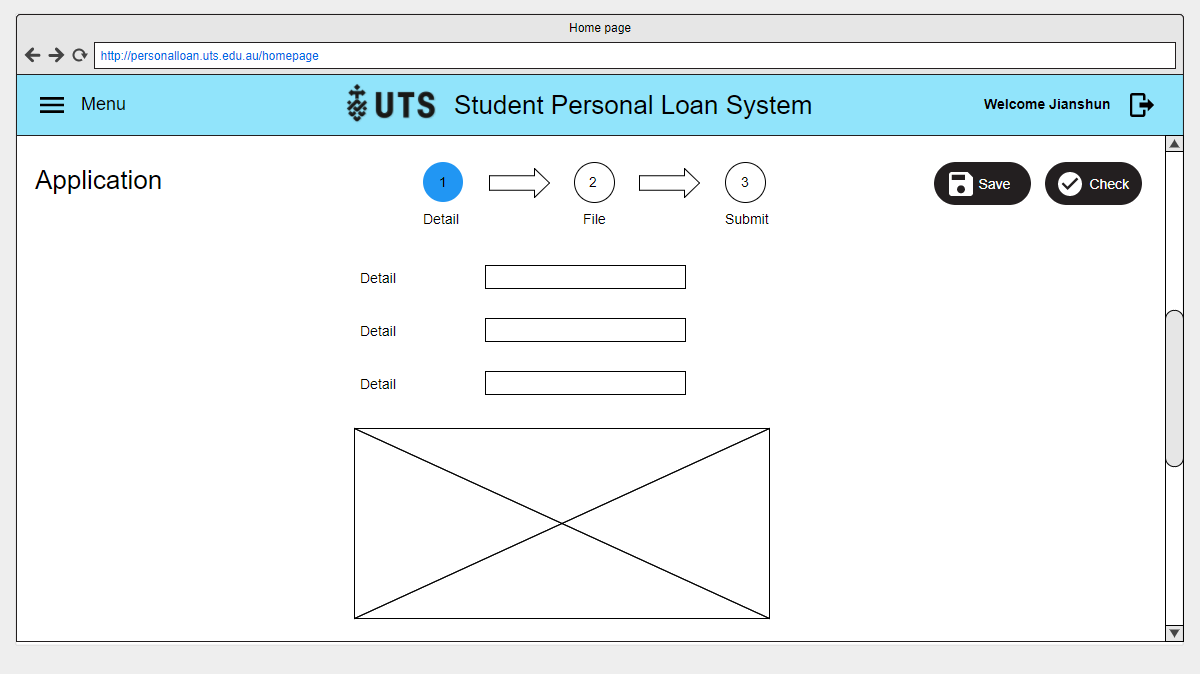 Home page
http://personalloan.uts.edu.au/homepage
Menu
UTS
Student Personal Loan System
Welcome Jianshun
Application
1
2
3
Detail
File
Submit
Save
Check
Detail
Detail
Detail